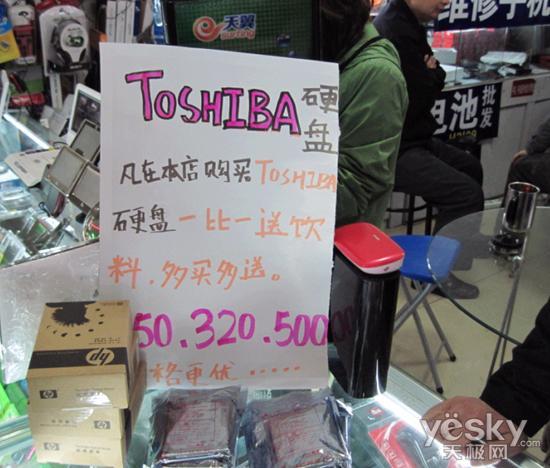 天翼
维修手机
电池 批发
TOSHIBA 硬盘
凡在本店购买TOSHIBA
硬盘一比一送饮
料,多买多送。
50.320.500
格更优.....
hp
yesky
天极网